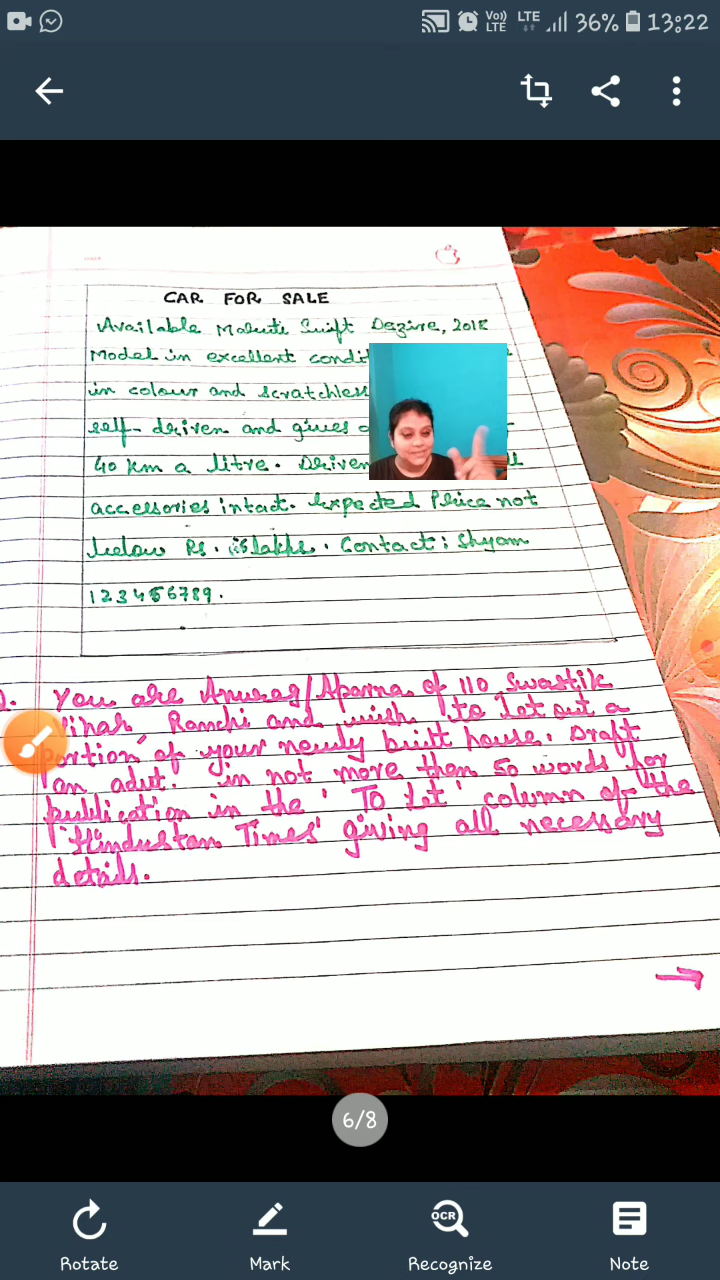 LTE 36% 13:22
CAR FOR SALE
Available Maruti Swift Dezire, 2018
Model in excellent condit
in colour and scratchless
self-driven and gives
40 km a litre. Driven
accessories intact. Expected Price not
below Rs. lakhs. Contact: Shyam
123456789.
You are Anurag/Aparna of 110, Swastik
Vihar, Ranchi and wish to let out a
portion of your newly built house. Draft
an advt. in not more than 50 words for
publication in the 'To Let' column of the
'Hindustan Times' giving all necessary
details.
6/8
OCR
Rotate Mark Recognize Note